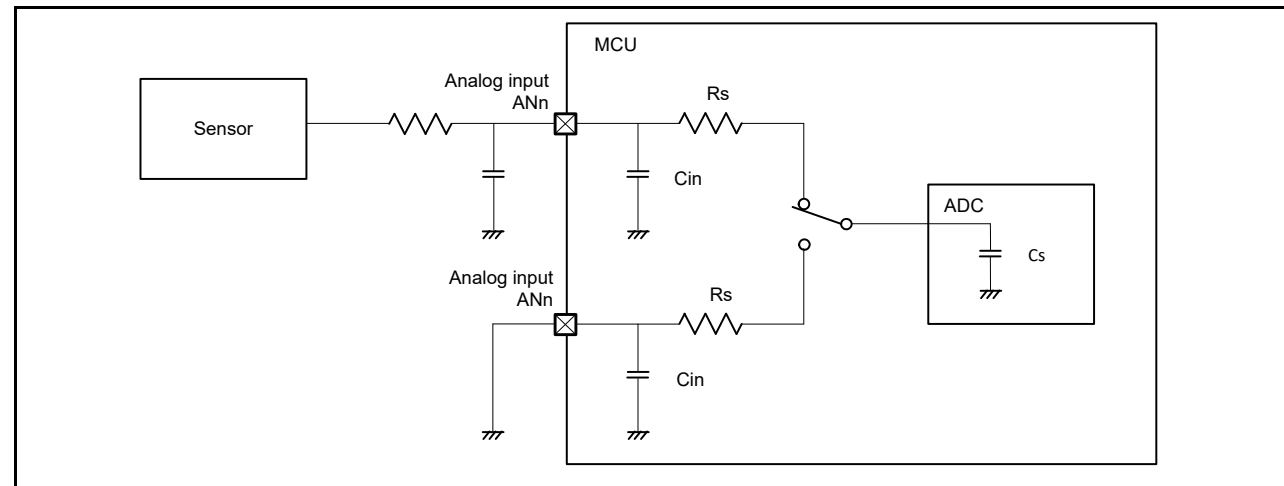 MCU
Analog input
ANn
Rs
Sensor
Cin
ADC
Cs
Analog input
ANn
Rs
Cin